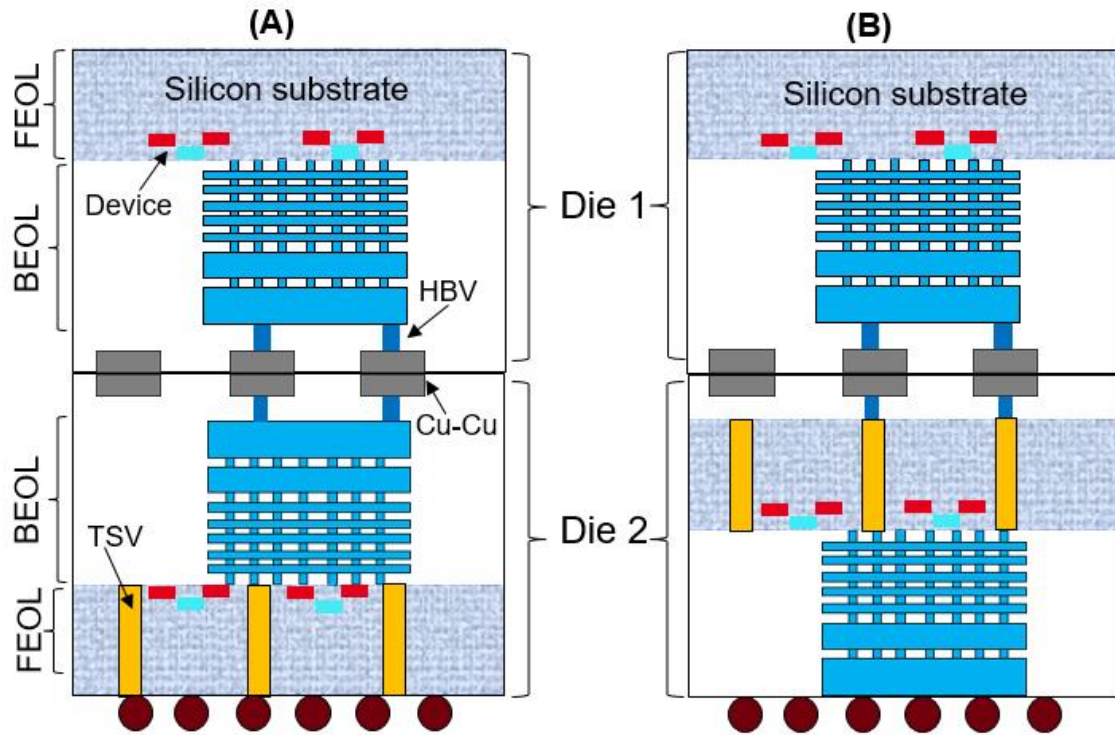 (A)
(B)
FEOL
Silicon substrate
Silicon substrate
Device
BEOL
Die 1
HBV
Cu-Cu
BEOL
TSV
Die 2
FEOL